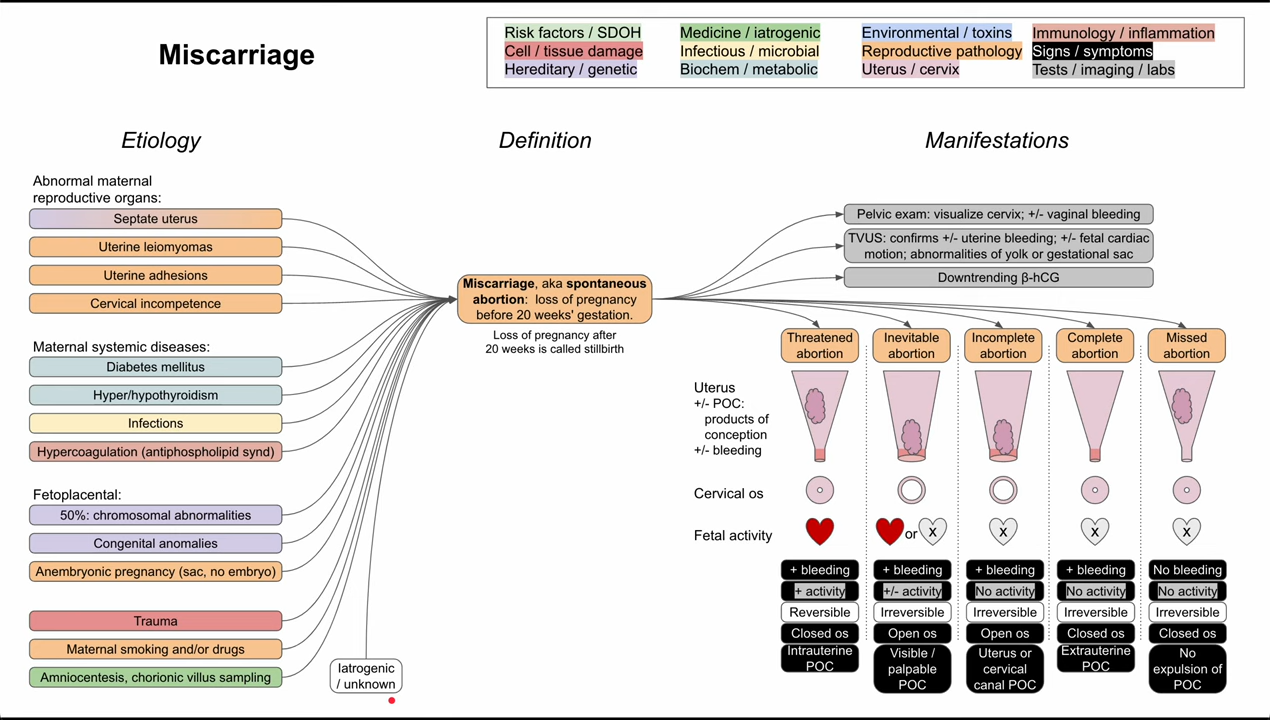 Miscarriage
Risk factors / SDOH
Cell / tissue damage
Hereditary / genetic
Medicine / iatrogenic
Infectious / microbial
Biochem / metabolic
Environmental / toxins
Reproductive pathology
Uterus / cervix
Immunology / inflammation
Signs / symptoms
Tests / imaging / labs
Etiology
Definition
Manifestations
Abnormal maternal
reproductive organs:
Septate uterus
Uterine leiomyomas
Uterine adhesions
Cervical incompetence
Maternal systemic diseases:
Diabetes mellitus
Hyper/hypothyroidism
Infections
Hypercoagulation (antiphospholipid synd)
Fetoplacental:
50%: chromosomal abnormalities
Congenital anomalies
Anembryonic pregnancy (sac, no embryo)
Trauma
Maternal smoking and/or drugs
Amniocentesis, chorionic villus sampling
Iatrogenic
/ unknown
Miscarriage, aka spontaneous
abortion: loss of pregnancy
before 20 weeks' gestation.
Loss of pregnancy after
20 weeks is called stillbirth
Pelvic exam: visualize cervix; +/- vaginal bleeding
TVUS: confirms +/- uterine bleeding; +/- fetal cardiac
motion; abnormalities of yolk or gestational sac
Downtrending β-hCG
Threatened
abortion
Inevitable
abortion
Incomplete
abortion
Complete
abortion
Missed
abortion
Uterus
+/- POC:
products of
conception
+/- bleeding
Cervical os
Fetal activity
or
x
x
x
x
+ bleeding
+ activity
Reversible
Closed os
Intrauterine
POC
+ bleeding
+/- activity
Irreversible
Open os
Visible /
palpable
POC
+ bleeding
No activity
Irreversible
Open os
Uterus or
cervical
canal POC
+ bleeding
No activity
Irreversible
Closed os
Extrauterine
POC
No bleeding
No activity
Irreversible
Closed os
No
expulsion of
POC